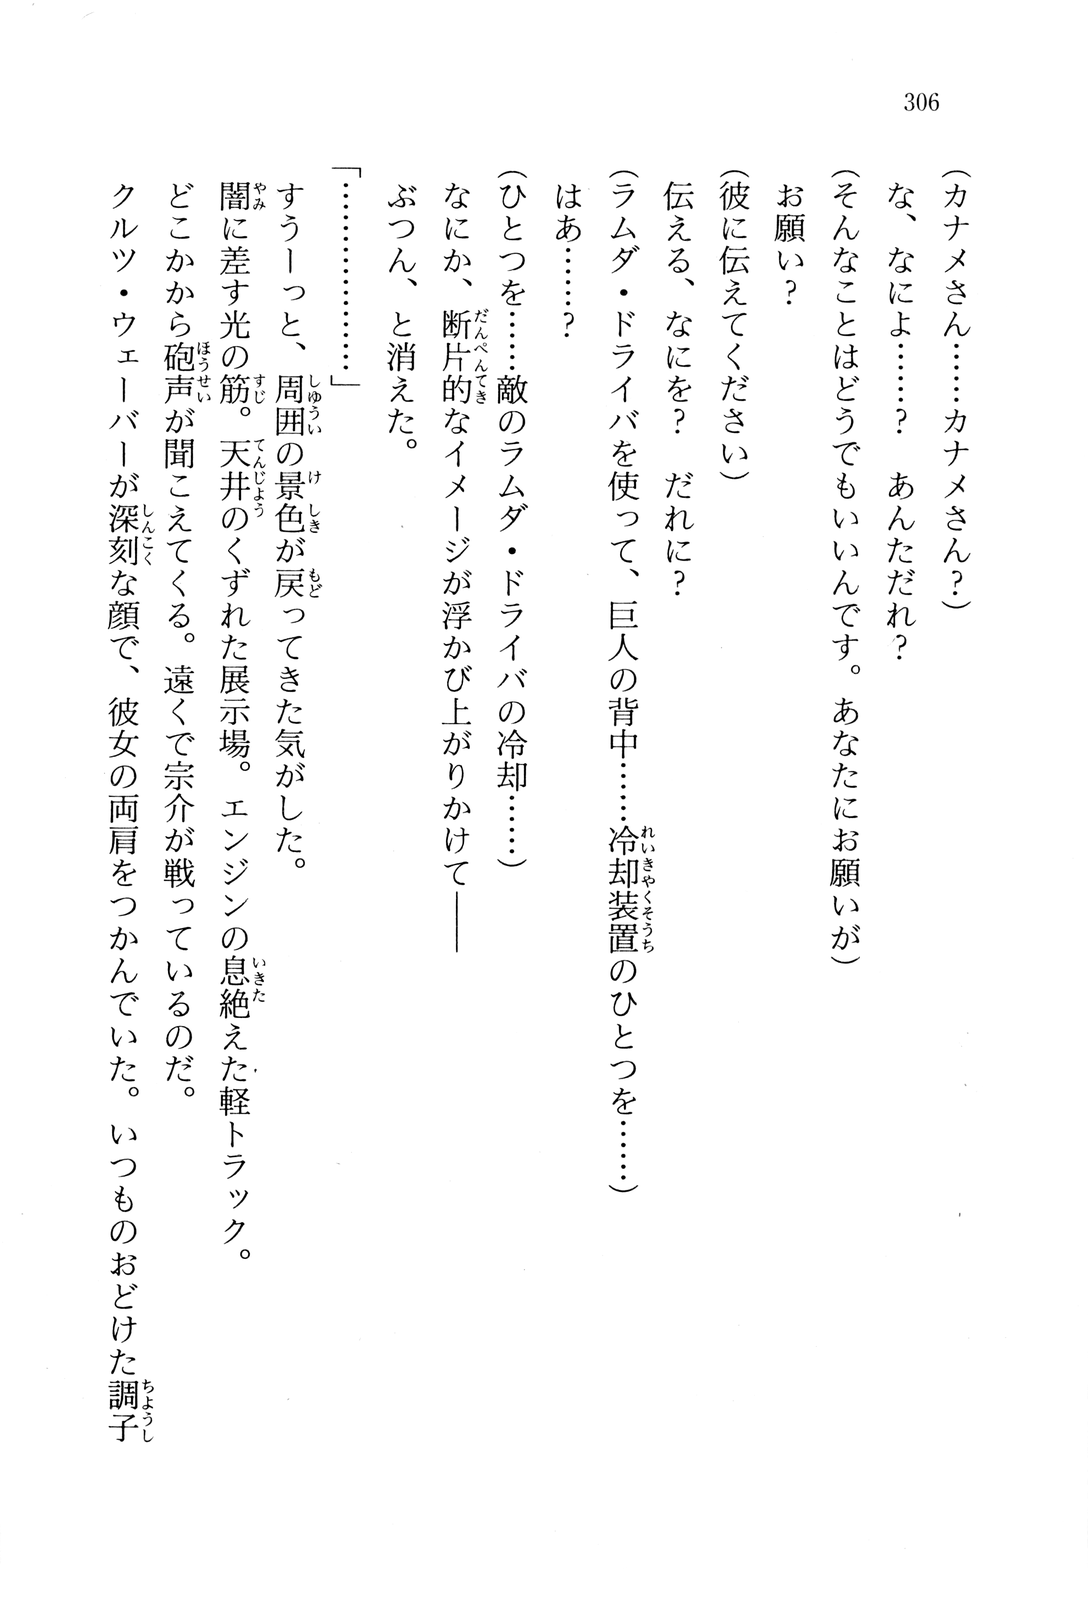 306
(カナメさん……カナメさん?)
な、なによ……? あんただれ?
(そんなことはどうでもいいんです。あなたにお願いが)
お願い?
(彼に伝えてください)
伝える、なにを? だれに?
(ラムダ・ドライバを使って、巨人の背中……冷却装置のひとつを……)
はあ……?
(ひとつを……敵のラムダ・ドライバの冷却……)
なにか、断片的なイメージが浮かび上がりかけて――
ぶつん、と消えた。
「………………」
すうーっと、周囲の景色が戻ってきた気がした。
闇に差す光の筋。天井のくずれた展示場。エンジンの息絶えた軽トラック。
どこかから砲声が聞こえてくる。遠くで宗介が戦っているのだ。
クルツ・ウェーバーが深刻な顔で、彼女の両肩をつかんでいた。いつものおどけた調子